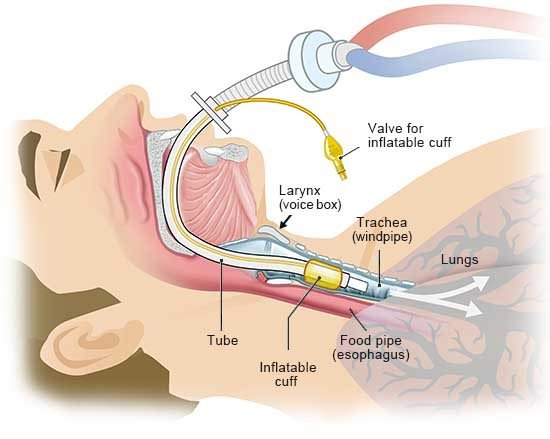 Valve for
inflatable cuff
Larynx
(voice box)
Trachea
(windpipe)
Lungs
Tube
Inflatable
cuff
Food pipe
(esophagus)